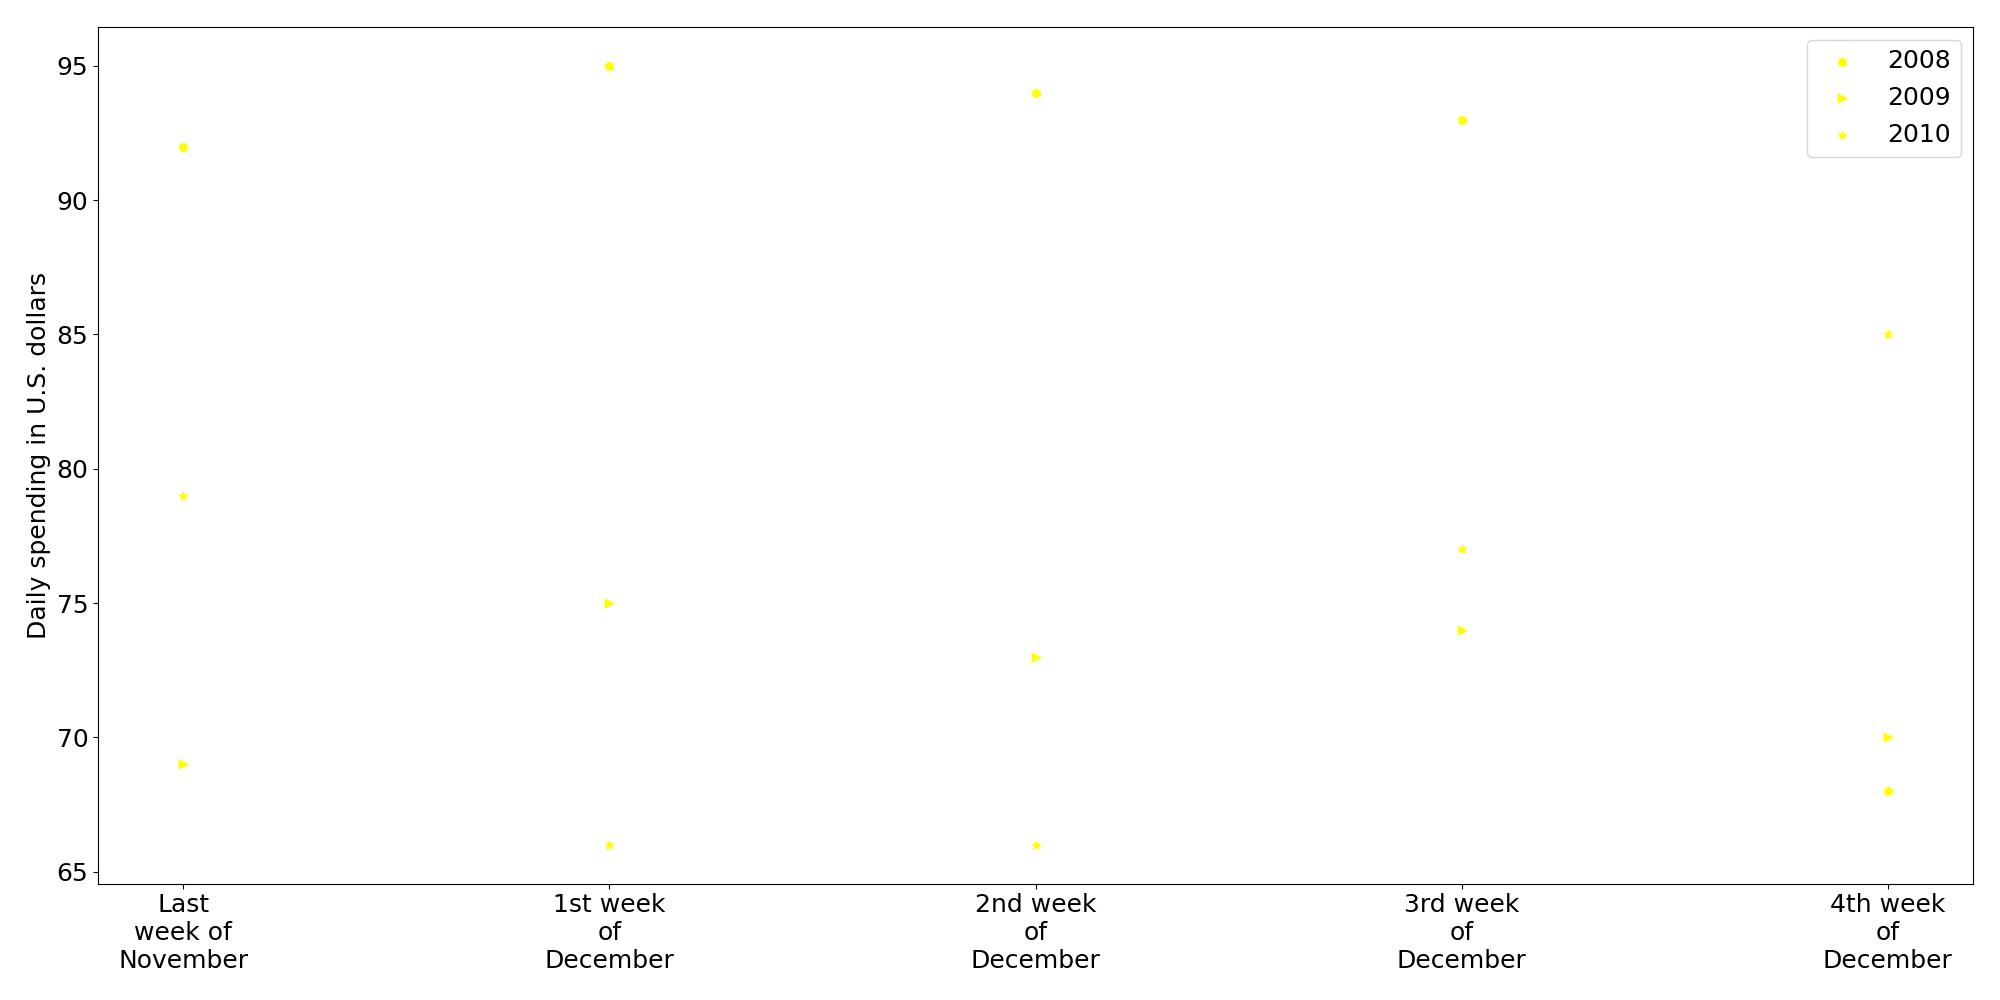 Daily spending in U.S. dollars
95
90
85
80
75
70
65
2008
2009
2010
Last
week of
November
1st week
of
December
2nd week
of
December
3rd week
of
December
4th week
of
December